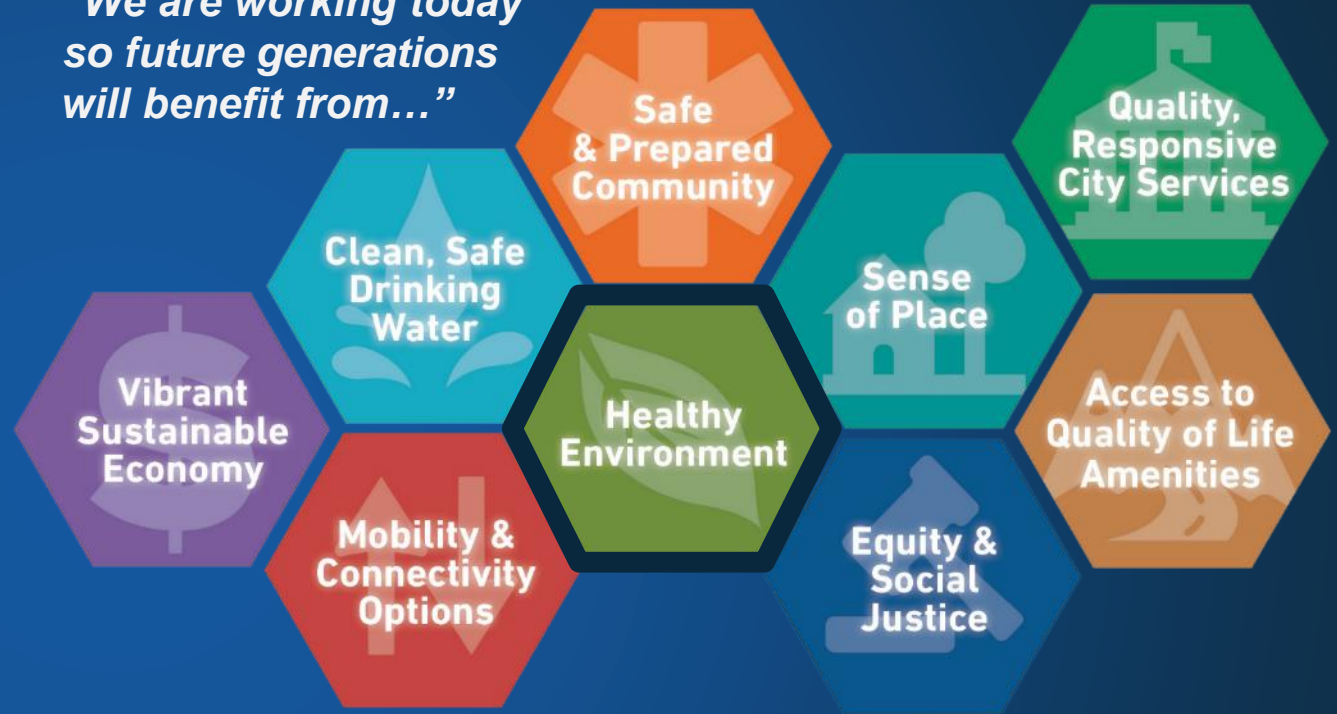 "We are working today
so future generations
will benefit from…”
Safe
& Prepared
Community
Quality,
Responsive
City Services
Clean, Safe
Drinking
Water
Sense
of Place
Vibrant
Sustainable
Economy
Healthy
Environment
Access to
Quality of Life
Amenities
Mobility &
Connectivity
Options
Equity &
Social
Justice